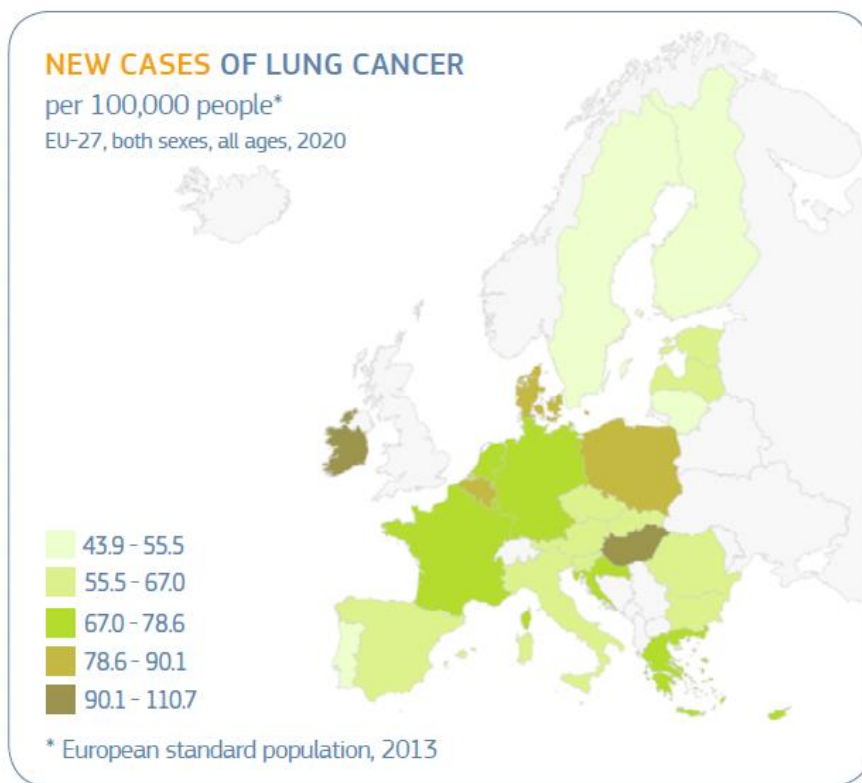 NEW CASES OF LUNG CANCER
per 100,000 people*
EU-27, both sexes, all ages, 2020
43.9 - 55.5
55.5 - 67.0
67.0 - 78.6
78.6 - 90.1
90.1 - 110.7
* European standard population, 2013